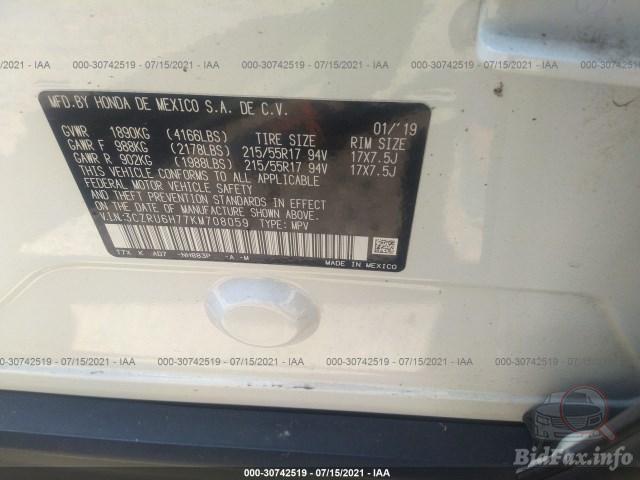 000-30742519 - 07/15/2021 - IAA
000-30742519 - 07/15/2021 - IAA
000-30742519 - 07/15/2021 - IAA
MFD.BY HONDA DE MEXICO S.A. DE C.V.
01/'19
GVWR 1890KG (4166LBS) TIRE SIZE RIM SIZE
GAWR F 988KG (2178LBS) 215/55R17 94V 17X7.5J
GAWR R 902KG (1988LBS) 215/55R17 94V 17X7.5J
THIS VEHICLE CONFORMS TO ALL APPLICABLE
FEDERAL MOTOR VEHICLE SAFETY
AND THEFT PREVENTION STANDARDS IN EFFECT
ON THE DATE OF MANUFACTURE SHOWN ABOVE.
V.I.N:3CZRU6H77KM708059 TYPE: MPV
T7X K AD7 -NH883P -A -M
MADE IN MEXICO
000-30742519 - 07/15/2021 - IAA
000-30742519 - 07/15/2021 - IAA
000-30742519 - 07/15/2021 - IAA
BidFax.info
000-30742519 - 07/15/2021 - IAA